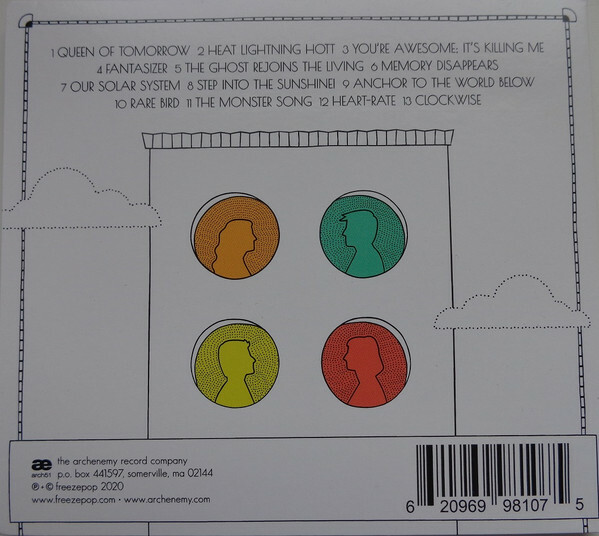 1 QUEEN OF TOMORROW 2 HEAT LIGHTNING HOTT 3 YOU'RE AWESOME; IT'S KILLING ME
4 FANTASIZER 5 THE GHOST REJOINS THE LIVING 6 MEMORY DISAPPEARS
7 OUR SOLAR SYSTEM 8 STEP INTO THE SUNSHINE! 9 ANCHOR TO THE WORLD BELOW
10 RARE BIRD 11 THE MONSTER SONG 12 HEART-RATE 13 CLOCKWISE
æ
arch51
the archenemy record company
p.o. box 441597, somerville, ma 02144
℗ + © freezepop 2020
www.freezepop.com • www.archenemy.com
6 20969 98107 5